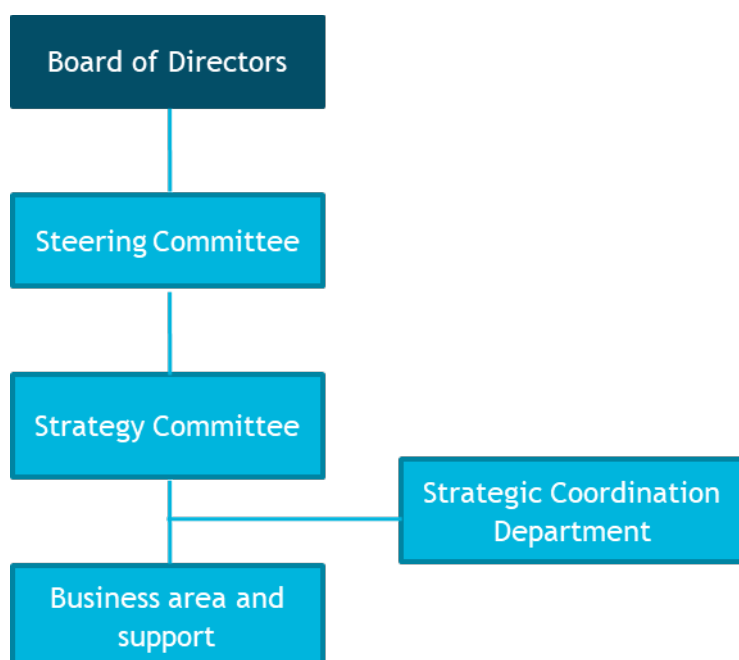 Board of Directors
Steering Committee
Strategy Committee
Strategic Coordination
Department
Business area and
support